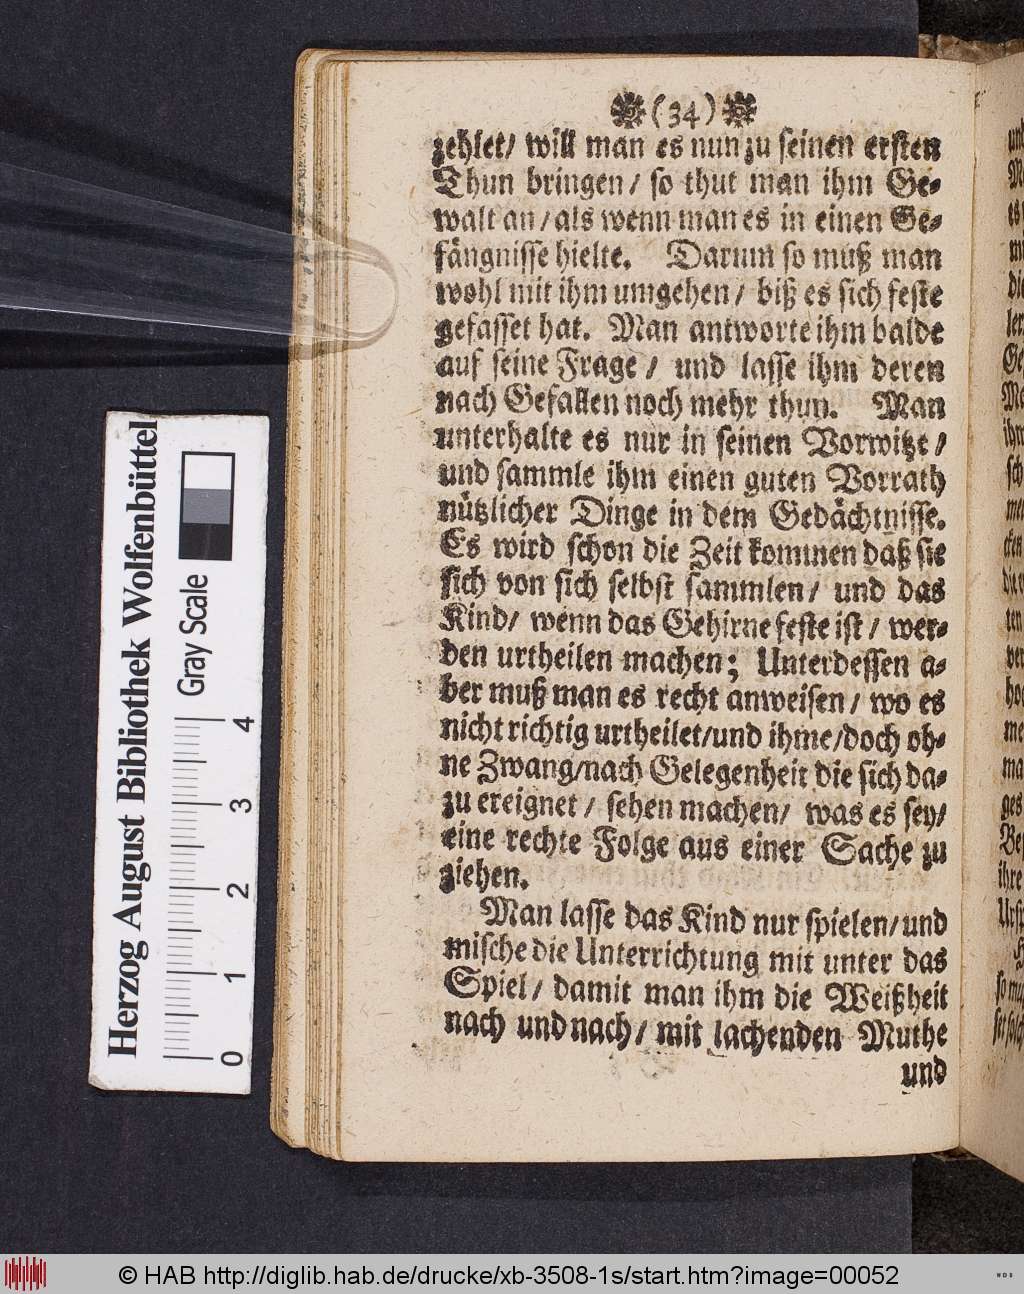 (34)
zehlet/ will man es nun zu seinen ersten
Thun bringen/ so thut man ihm Ge-
walt an/ als wenn man es in einen Ge-
fängnisse hielte. Darum so muß man
wohl mit ihm umgehen/ biß es sich feste
gefasset hat. Man antworte ihm balde
auf seine Frage/ und lasse ihm deren
nach Gefallen noch mehr thun. Man
unterhalte es nur in seinen Vorwitze/
und sammle ihm einen guten Vorrath
nützlicher Dinge in dem Gedächtnisse.
Es wird schon die Zeit kommen daß sie
sich von sich selbst sammlen/ und das
Kind/ wenn das Gehirne feste ist/ wer-
den urtheilen machen; Unterdessen a-
ber muß man es recht anweisen/ wo es
nicht richtig urtheilet/und ihme/doch oh-
ne Zwang/nach Gelegenheit die sich da-
zu ereignet/ sehen machen/ was es sey/
eine rechte Folge aus einer Sache zu
ziehen.
Man lasse das Kind nur spielen/und
mische die Unterrichtung mit unter das
Spiel/ damit man ihm die Weißheit
nach und nach/ mit lachenden Muthe
und
Herzog August Bibliothek Wolfenbüttel
Gray Scale
0 1 2 3 4
© HAB http://diglib.hab.de/drucke/xb-3508-1s/start.htm?image=00052